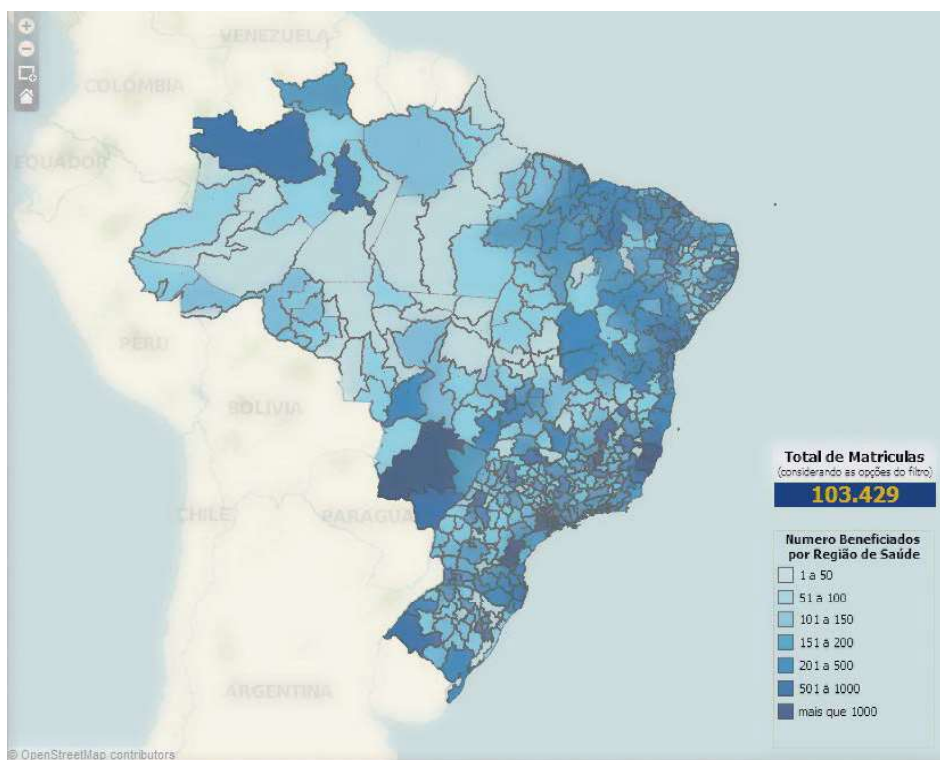 VENEZUELA
COLOMBIA
EQUADOR
PERU
BOLIVIA
CHILE
PARAGUA
ARGENTINA
Total de Matriculas
(considerando as opções do filtro)
103.429
Numero Beneficiados
por Região de Saúde
1 a 50
51 a 100
101 a 150
151 a 200
201 a 500
501 a 1000
mais que 1000
© OpenStreetMap contributors